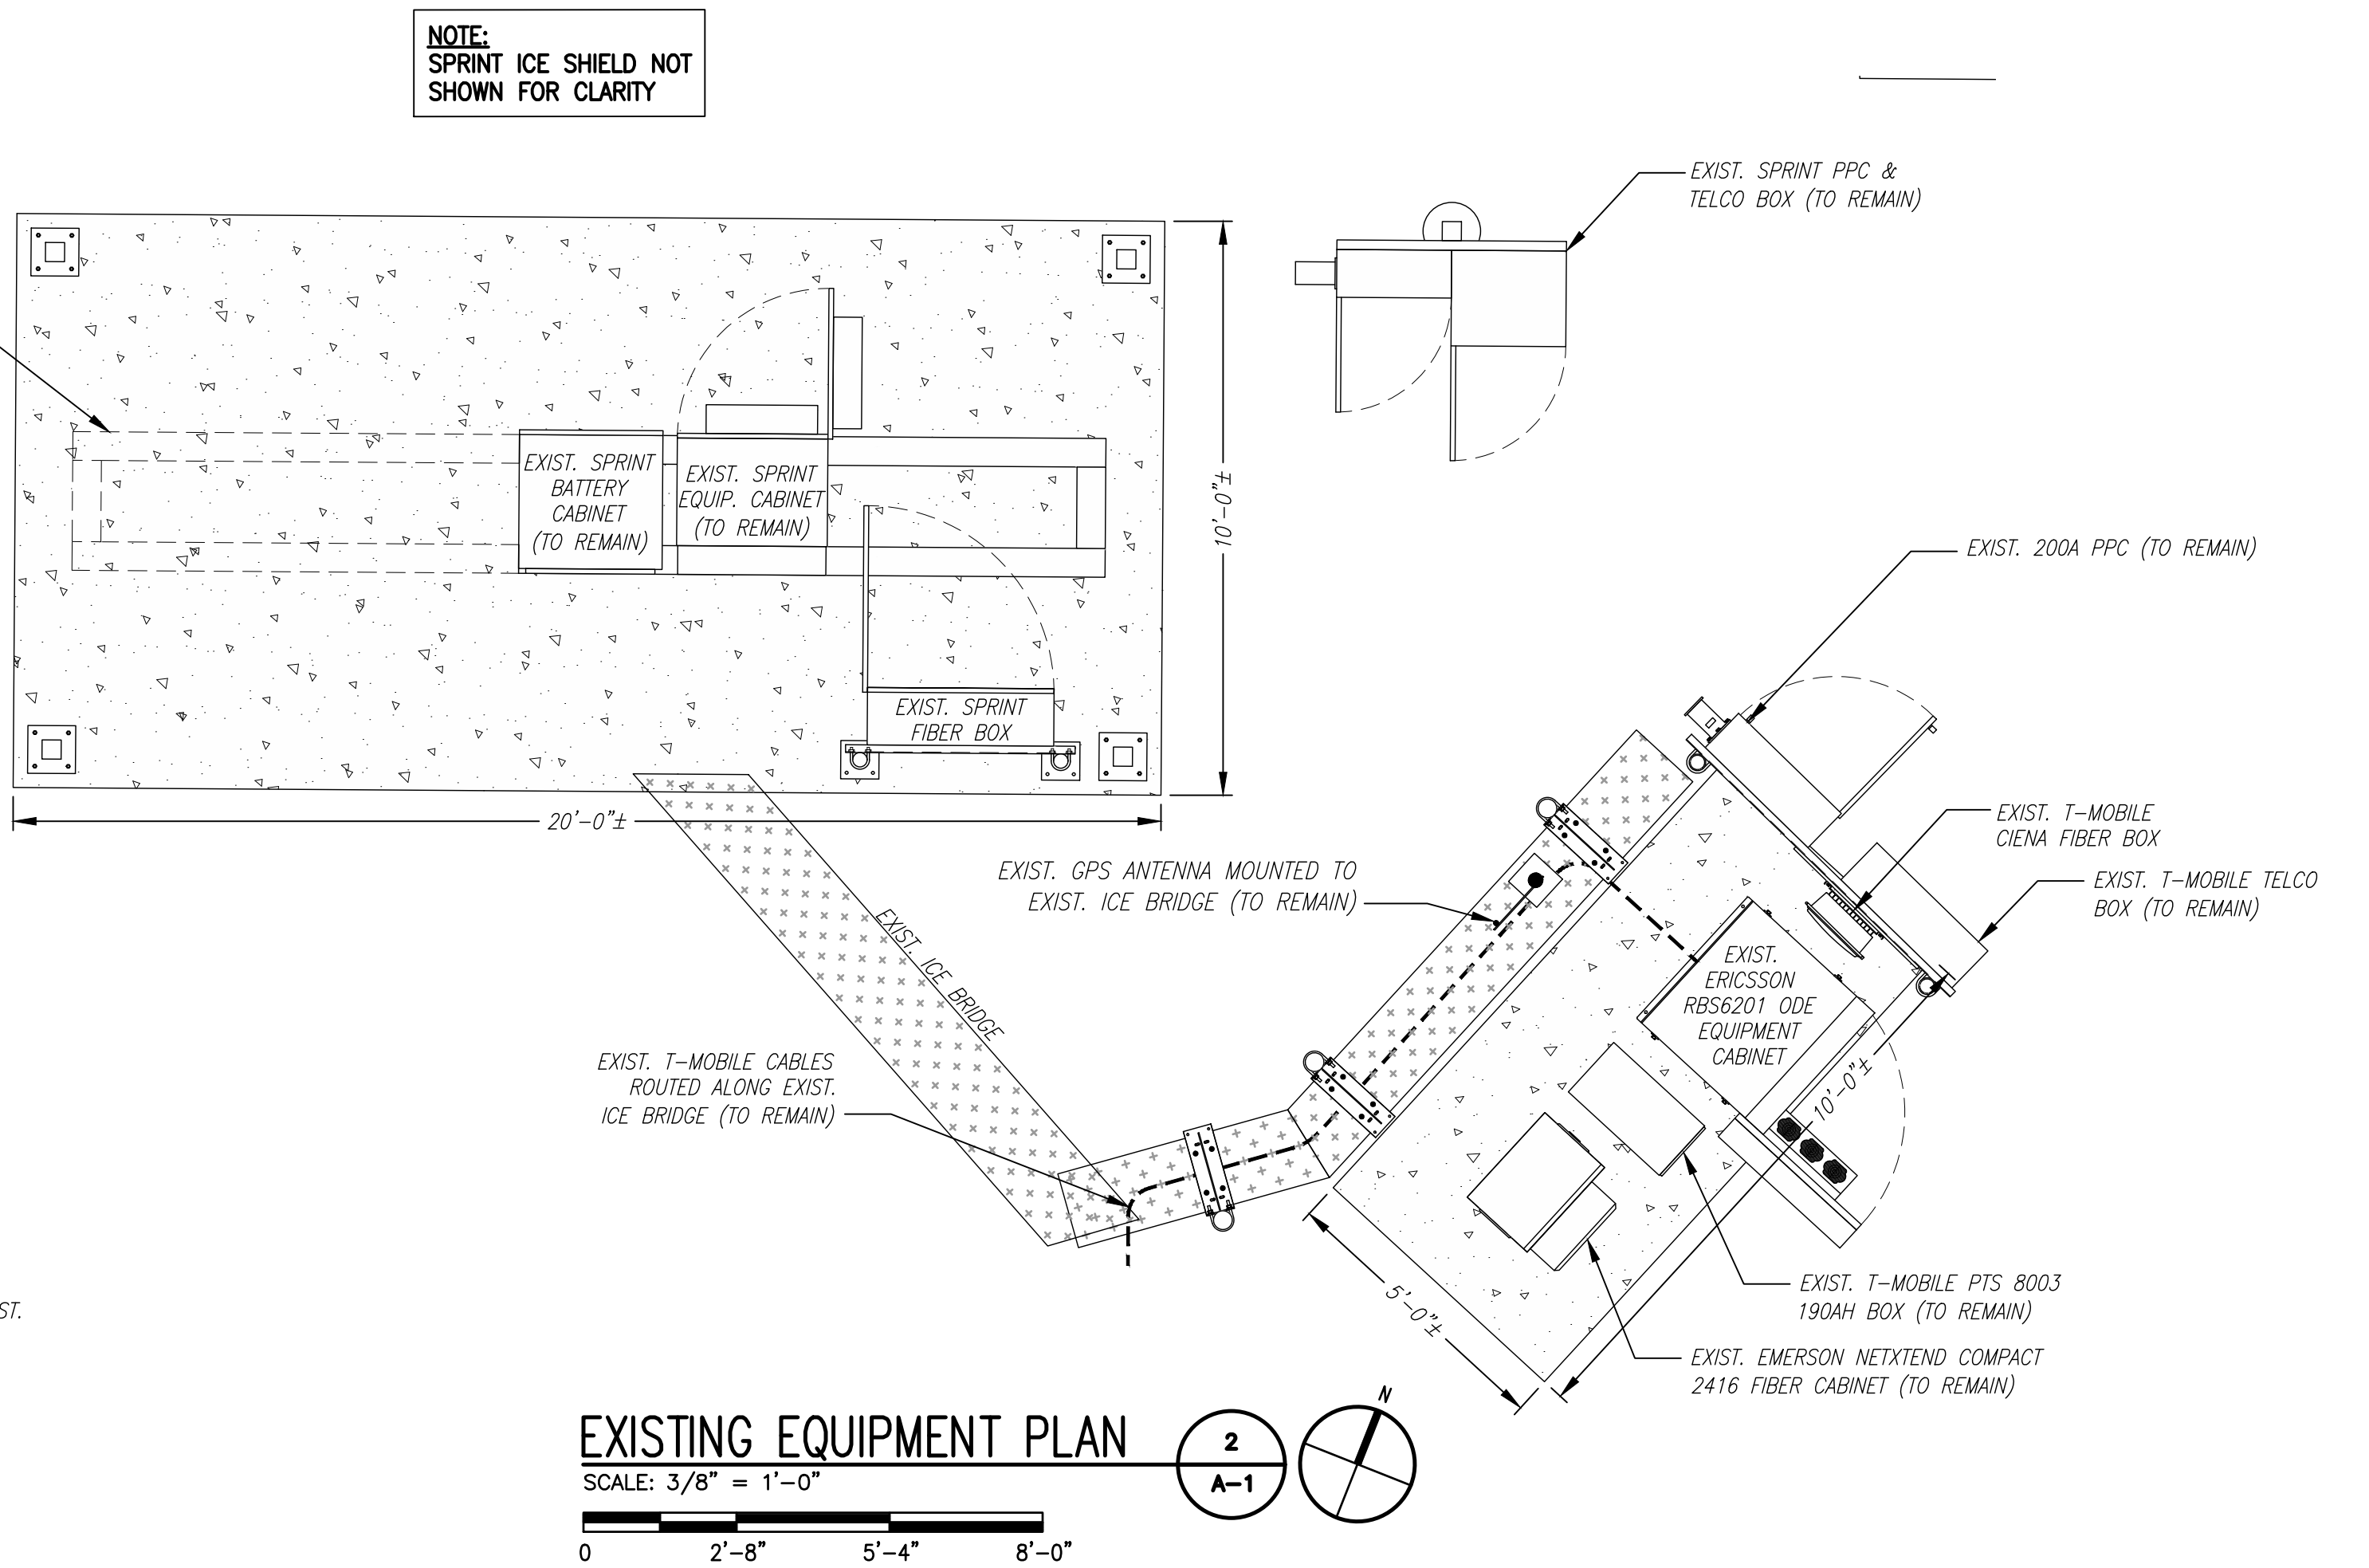 NOTE:
SPRINT ICE SHIELD NOT
SHOWN FOR CLARITY
EXIST. SPRINT PPC &
TELCO BOX (TO REMAIN)
EXIST. SPRINT
BATTERY
CABINET
(TO REMAIN)
EXIST. SPRINT
EQUIP. CABINET
(TO REMAIN)
10'-0"±
EXIST. 200A PPC (TO REMAIN)
EXIST. SPRINT
FIBER BOX
20'-0"±
EXIST. T-MOBILE
CIENA FIBER BOX
EXIST. GPS ANTENNA MOUNTED TO
EXIST. ICE BRIDGE (TO REMAIN)
EXIST. T-MOBILE TELCO
BOX (TO REMAIN)
EXIST. ICE BRIDGE
EXIST.
ERICSSON
RBS6201 ODE
EQUIPMENT
CABINET
EXIST. T-MOBILE CABLES
ROUTED ALONG EXIST.
ICE BRIDGE (TO REMAIN)
10'-0"±
5'-0"±
EXIST. T-MOBILE PTS 8003
190AH BOX (TO REMAIN)
EXIST. EMERSON NETXTEND COMPACT
2416 FIBER CABINET (TO REMAIN)
EXISTING EQUIPMENT PLAN
2
A-1
N
SCALE: 3/8" = 1'-0"
0 2'-8" 5'-4" 8'-0"